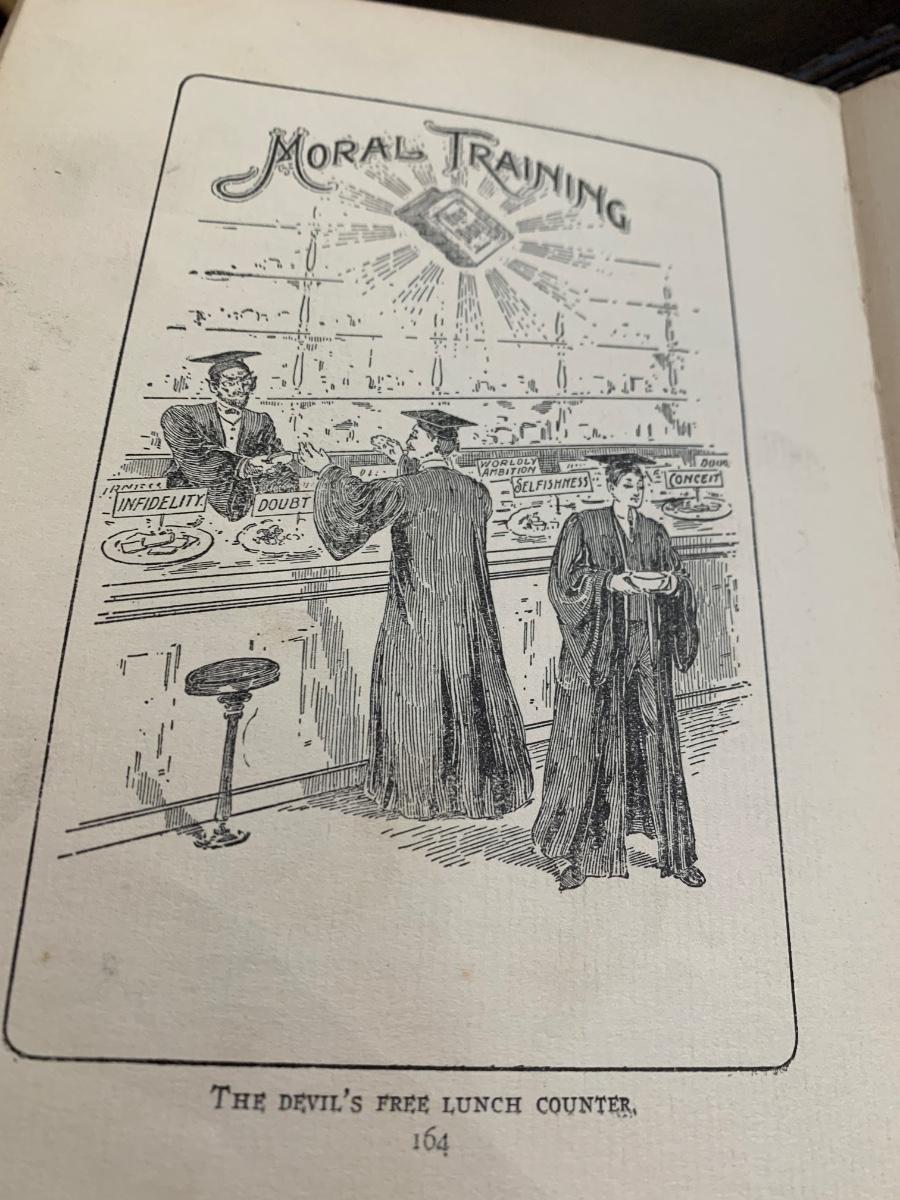 MORAL TRAINING
WORLDLY
AMBITION
INFIDELITY
DOUBT
SELFISHNESS
CONCEIT
THE DEVIL'S FREE LUNCH COUNTER.
164